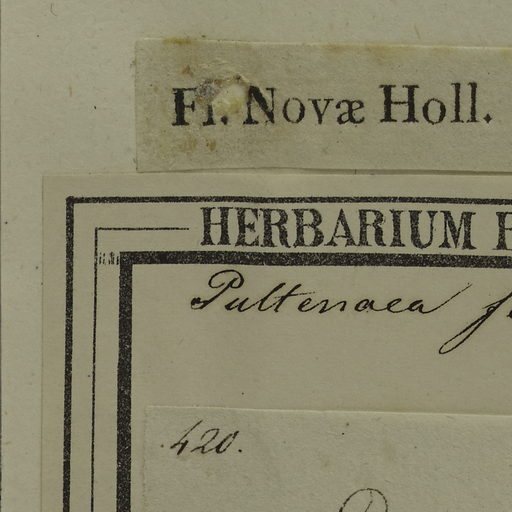 Fl. Novæ Holl.
HERBARIUM
Pultenaea
420.